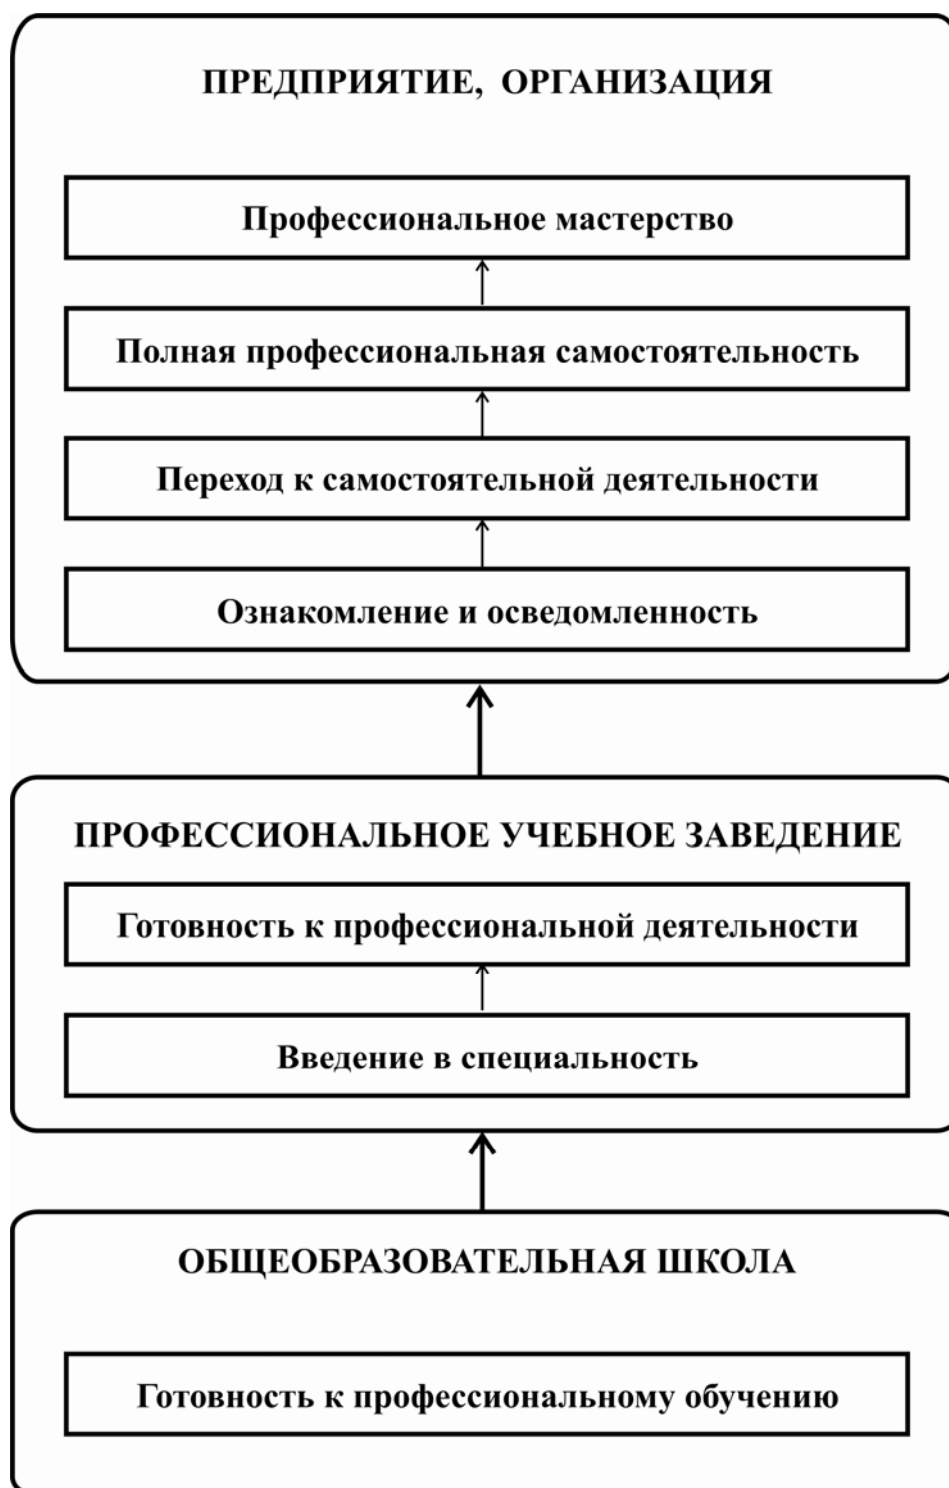 ПРЕДПРИЯТИЕ, ОРГАНИЗАЦИЯ
Профессиональное мастерство
Полная профессиональная самостоятельность
Переход к самостоятельной деятельности
Ознакомление и осведомленность
ПРОФЕССИОНАЛЬНОЕ УЧЕБНОЕ ЗАВЕДЕНИЕ
Готовность к профессиональной деятельности
Введение в специальность
ОБЩЕОБРАЗОВАТЕЛЬНАЯ ШКОЛА
Готовность к профессиональному обучению